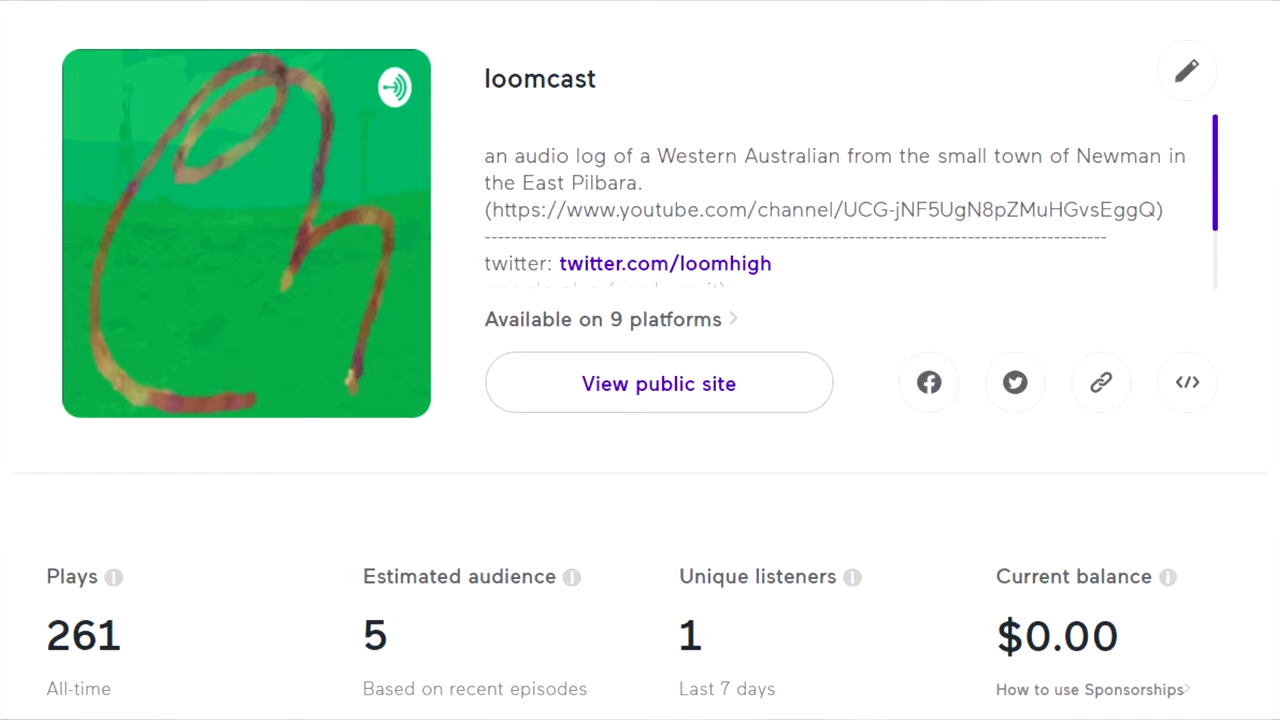 loomcast
an audio log of a Western Australian from the small town of Newman in
the East Pilbara.
(https://www.youtube.com/channel/UCG-jNF5UgN8pZMuHGvsEggQ)
-----------------------------------------------------------------------------------------------
twitter: twitter.com/loomhigh
Available on 9 platforms
View public site
Plays
Estimated audience
Unique listeners
Current balance
261
5
1
$0.00
All-time
Based on recent episodes
Last 7 days
How to use Sponsorships